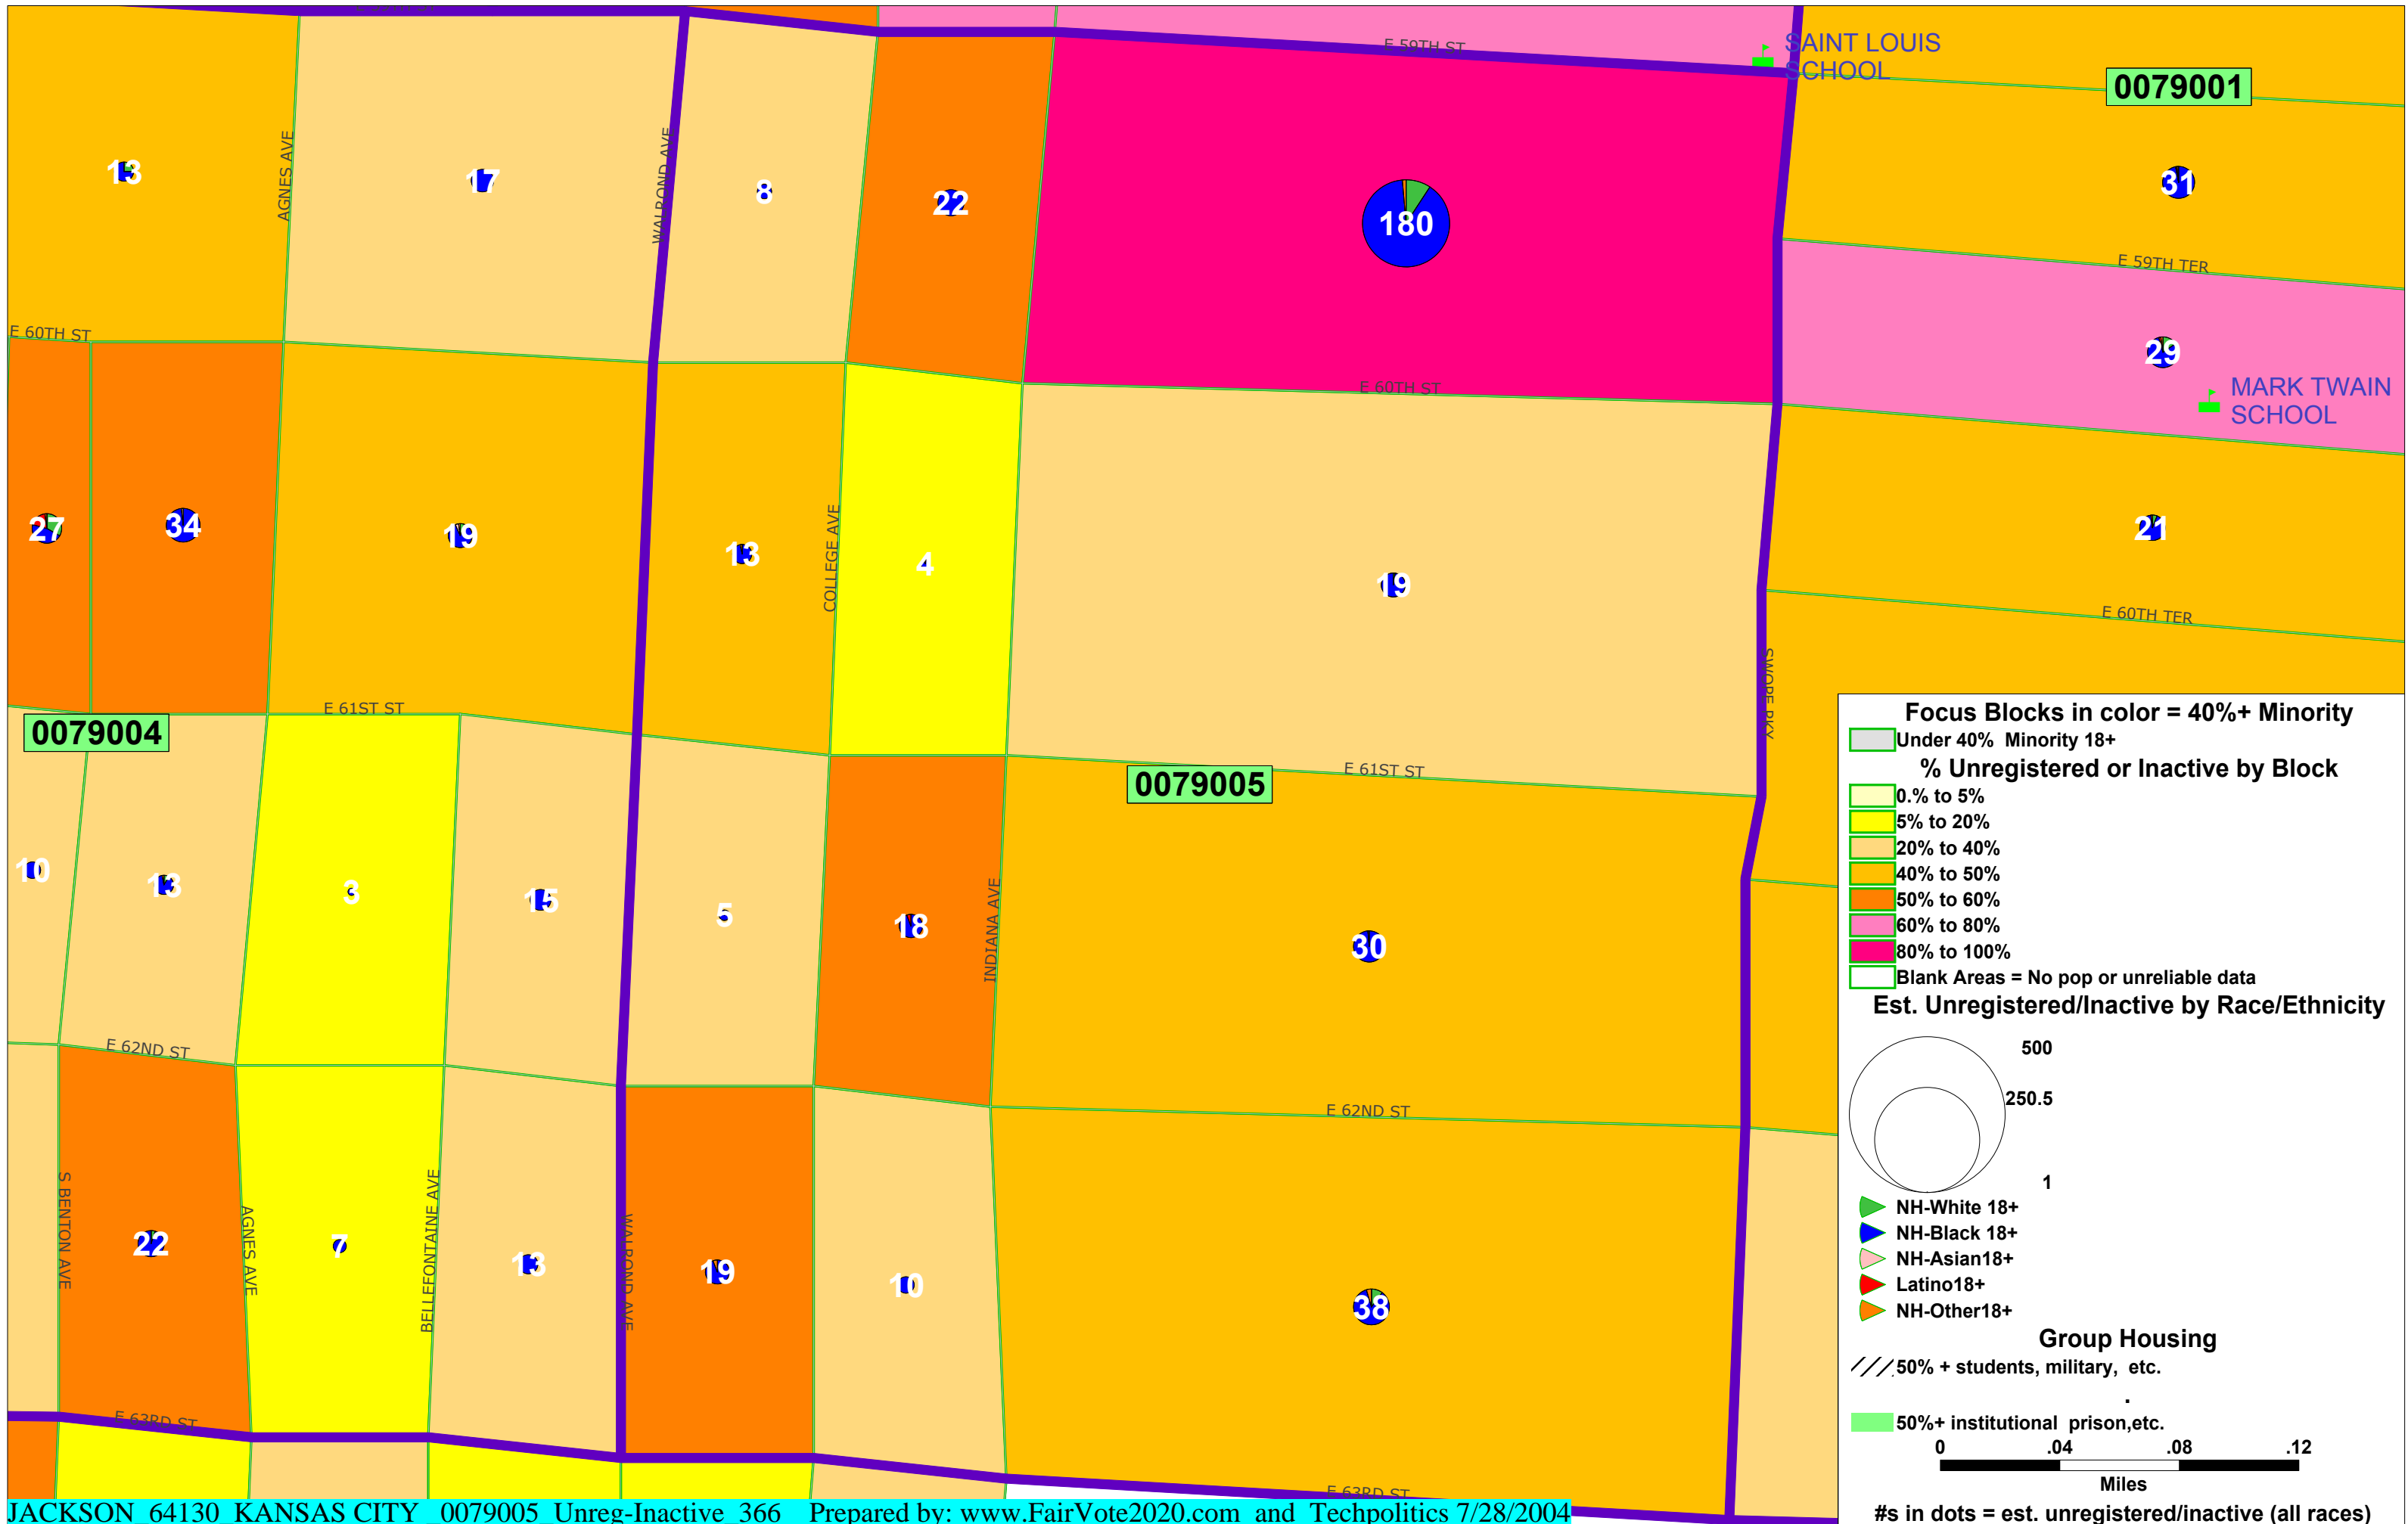 E 59TH ST
SAINT LOUIS
SCHOOL
0079001
13
AGNES AVE
17
WALROND AVE
8
22
180
31
E 59TH TER
29
MARK TWAIN
SCHOOL
E 60TH ST
E 60TH ST
27
34
19
13
COLLEGE AVE
4
19
21
E 60TH TER
SWOPE PKY
E 61ST ST
0079004
E 61ST ST
0079005
10
13
3
15
5
18
INDIANA AVE
30
E 62ND ST
E 62ND ST
S BENTON AVE
22
AGNES AVE
7
BELLEFONTAINE AVE
13
WALROND AVE
19
10
38
E 63RD ST
E 63RD ST
Focus Blocks in color = 40%+ Minority
Under 40% Minority 18+
% Unregistered or Inactive by Block
0.% to 5%
5% to 20%
20% to 40%
40% to 50%
50% to 60%
60% to 80%
80% to 100%
Blank Areas = No pop or unreliable data
Est. Unregistered/Inactive by Race/Ethnicity
500
250.5
1
NH-White 18+
NH-Black 18+
NH-Asian18+
Latino18+
NH-Other18+
Group Housing
50% + students, military, etc.
.
50%+ institutional prison,etc.
0 .04 .08 .12
Miles
#s in dots = est. unregistered/inactive (all races)
JACKSON 64130 KANSAS CITY 0079005 Unreg-Inactive 366 Prepared by: www.FairVote2020.com and Techpolitics 7/28/2004